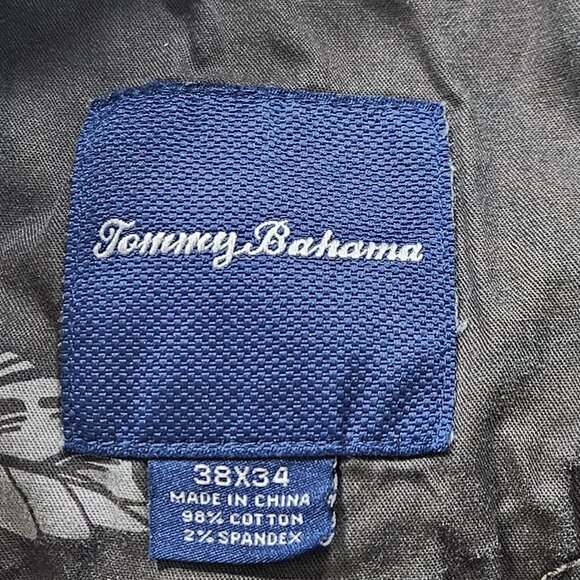 Tommy Bahama
38X34
MADE IN CHINA
98% COTTON
2% SPANDEX